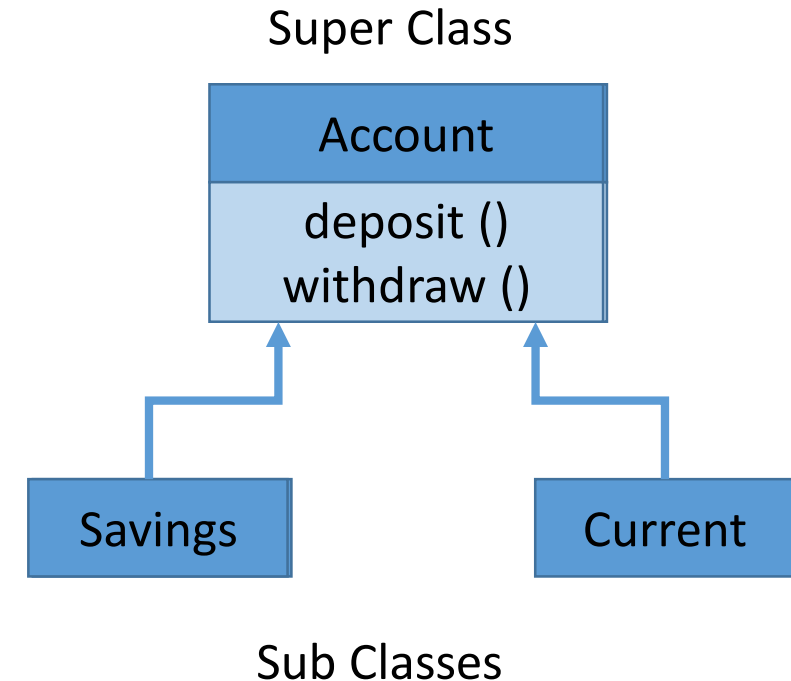 Super Class
Account
deposit ()
withdraw ()
Savings
Current
Sub Classes